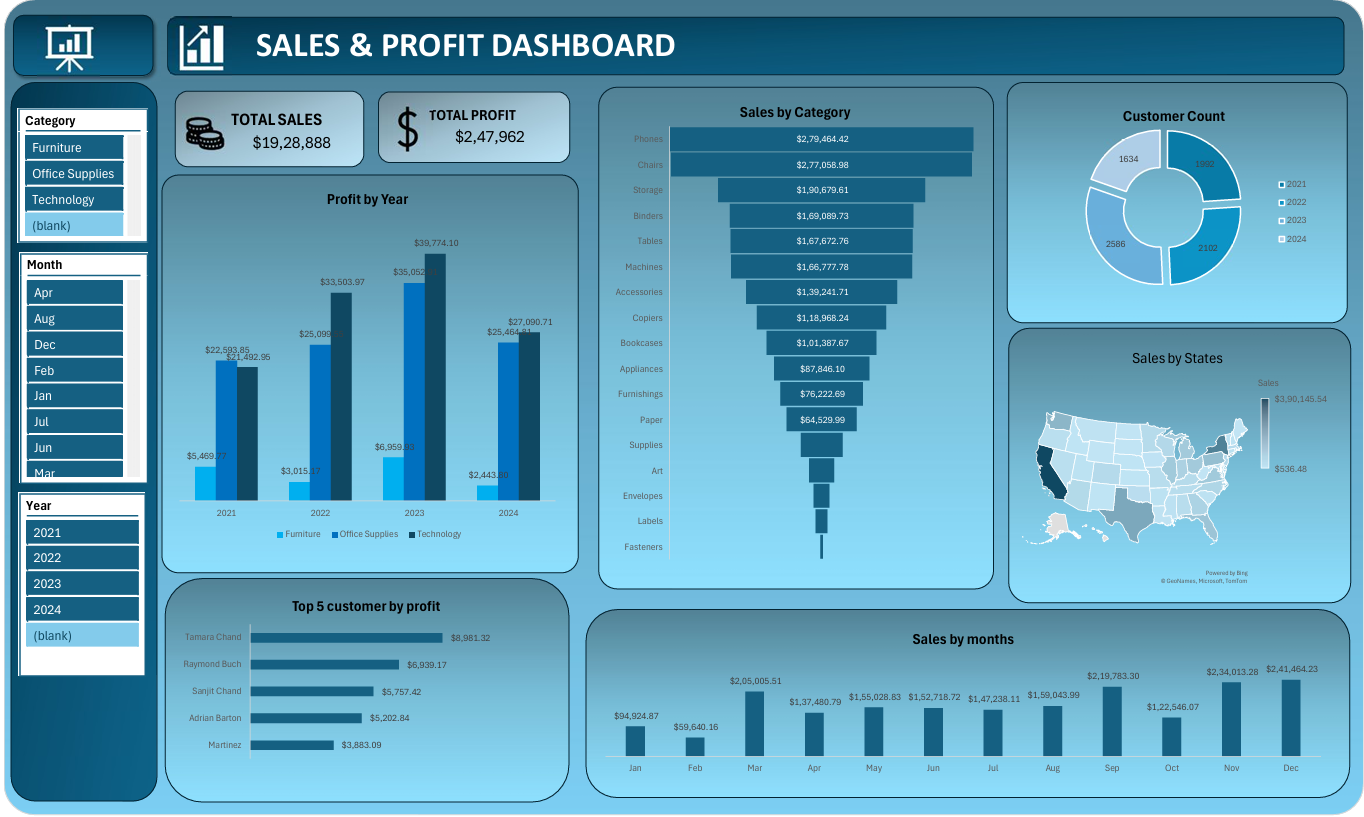 SALES & PROFIT DASHBOARD
Category
Furniture
Office Supplies
Technology
(blank)
Month
Apr
Aug
Dec
Feb
Jan
Jul
Jun
Mar
Year
2021
2022
2023
2024
(blank)
TOTAL SALES
$19,28,888
TOTAL PROFIT
$2,47,962
Profit by Year
$39,774.10
$35,052
$33,503.97
$27,090.71
$25,099
$25,464.81
$22,593.85
$21,492.95
$6,959.93
$5,469.77
$3,015.17
$2,443.40
2021 2022 2023 2024
Furniture Office Supplies Technology
Top 5 customer by profit
Tamara Chand $8,981.32
Raymond Buch $6,939.17
Sanjit Chand $5,757.42
Adrian Barton $5,202.84
Martinez $3,883.09
Sales by Category
Phones $2,79,464.42
Chairs $2,77,058.98
Storage $1,90,679.61
Binders $1,69,089.73
Tables $1,67,672.76
Machines $1,66,777.78
Accessories $1,39,241.71
Copiers $1,18,968.24
Bookcases $1,01,387.67
Appliances $87,846.10
Furnishings $76,222.69
Paper $64,529.99
Supplies
Art
Envelopes
Labels
Fasteners
Customer Count
1634
1992
2586
2102
2021
2022
2023
2024
Sales by States
Sales
$3,90,145.54
$536.48
Powered by Bing
© GeoNames, Microsoft, TomTom
Sales by months
$94,924.87 $59,640.16 $2,05,005.51 $1,37,480.79 $1,55,028.83 $1,52,718.72 $1,47,238.11 $1,59,043.99 $2,19,783.30 $1,22,546.07 $2,34,013.28 $2,41,464.23
Jan Feb Mar Apr May Jun Jul Aug Sep Oct Nov Dec